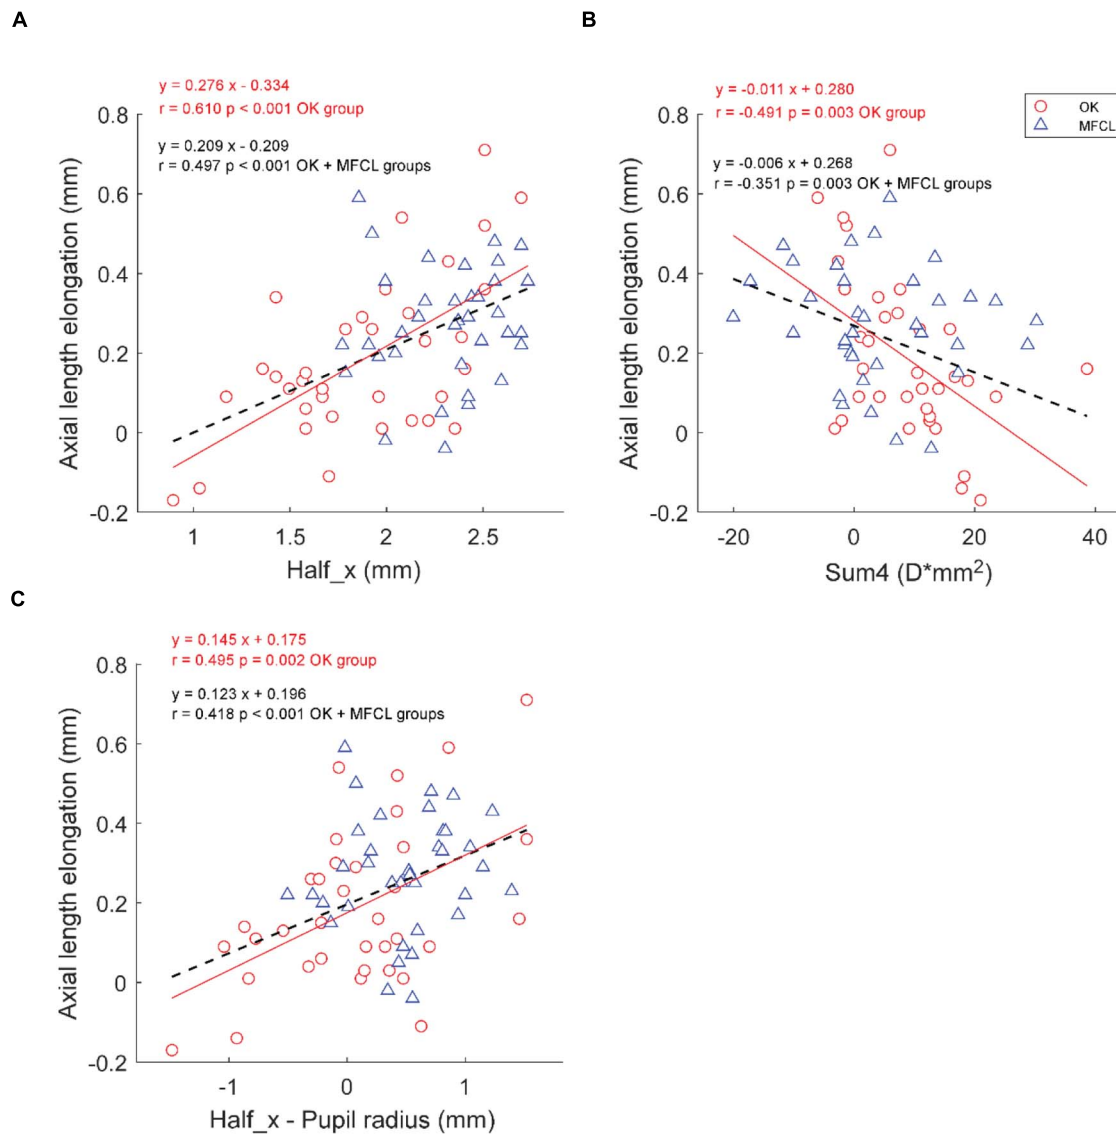 A
y = 0.276 x - 0.334
r = 0.610 p < 0.001 OK group
y = 0.209 x - 0.209
r = 0.497 p < 0.001 OK + MFCL groups
0.8
0.6
0.4
0.2
0
-0.2
Axial length elongation (mm)
1
1.5
2
2.5
Half_x (mm)
B
y = -0.011 x + 0.280
r = -0.491 p = 0.003 OK group
y = -0.006 x + 0.268
r = -0.351 p = 0.003 OK + MFCL groups
OK
MFCL
0.8
0.6
0.4
0.2
0
-0.2
Axial length elongation (mm)
-20
0
20
40
Sum4 (D*mm²)
C
y = 0.145 x + 0.175
r = 0.495 p = 0.002 OK group
y = 0.123 x + 0.196
r = 0.418 p < 0.001 OK + MFCL groups
0.8
0.6
0.4
0.2
0
-0.2
Axial length elongation (mm)
-1
0
1
Half_x - Pupil radius (mm)